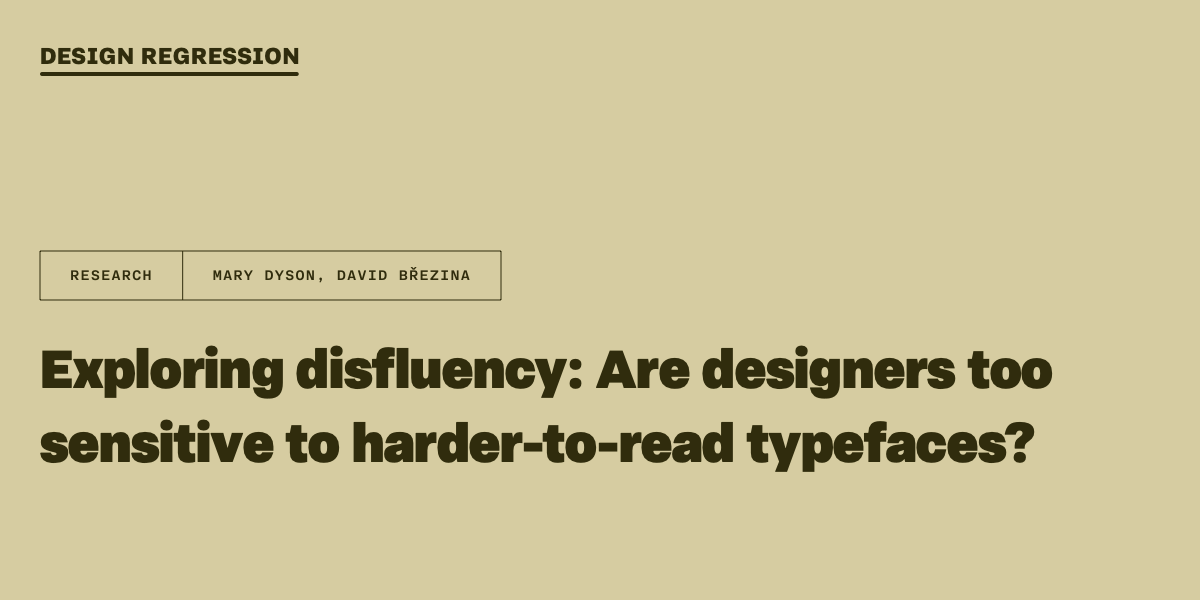 DESIGN REGRESSION
RESEARCH
MARY DYSON, DAVID BŘEZINA
Exploring disfluency: Are designers too
sensitive to harder-to-read typefaces?